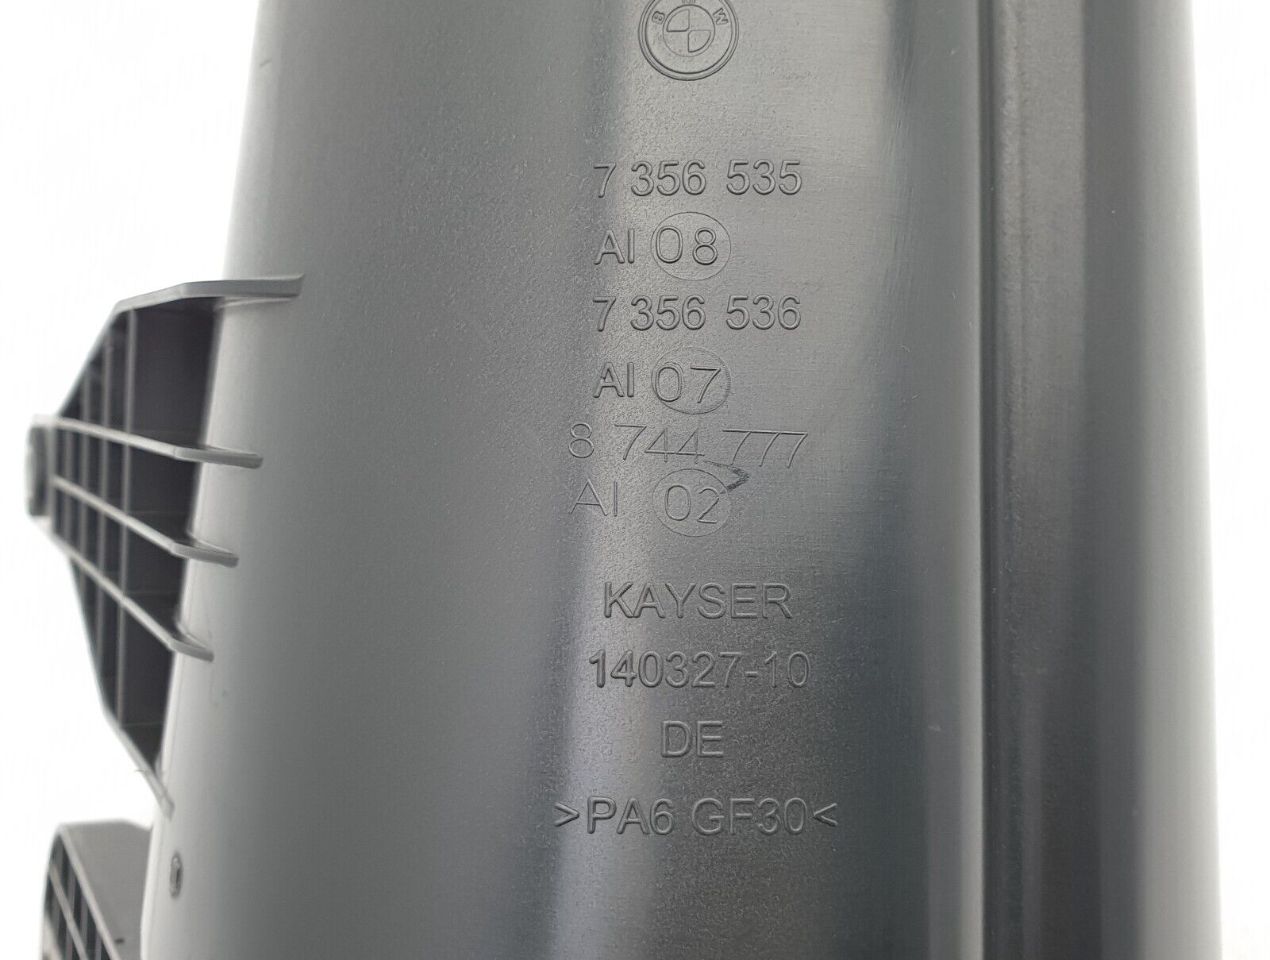 BMW
7 356 535
AI 08
7 356 536
AI 07
8 744 777
AI 02
KAYSER
140327-10
DE
>PA6 GF30<